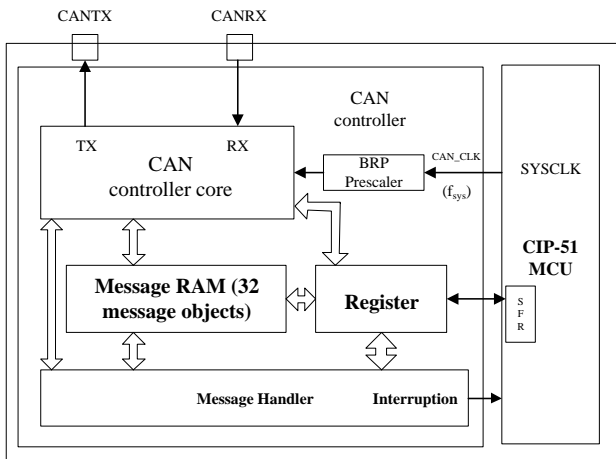 CANTX
CANRX
CAN
controller
TX
RX
CAN
controller core
BRP
Prescaler
CAN_CLK
(fsys)
SYSCLK
CIP-51
MCU
Message RAM (32
message objects)
Register
S
F
R
Message Handler
Interruption